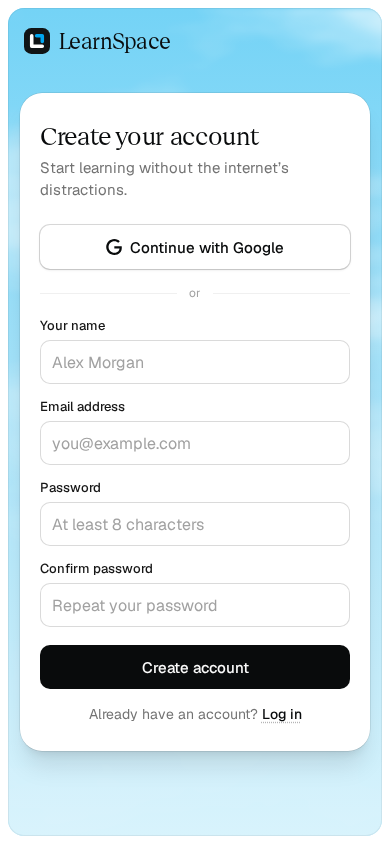 LearnSpace
Create your account
Start learning without the internet’s
distractions.
Continue with Google
or
Your name
Alex Morgan
Email address
you@example.com
Password
At least 8 characters
Confirm password
Repeat your password
Create account
Already have an account? Log in